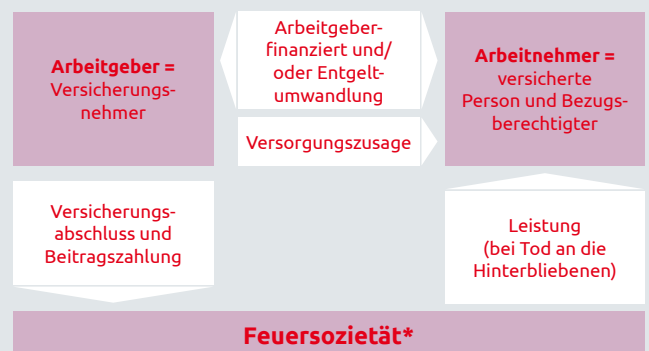 Arbeitgeber =
Versicherungs-
nehmer
Arbeitgeber-
finanziert und/
oder Entgelt-
umwandlung
Versorgungszusage
Arbeitnehmer =
versicherte
Person und Bezugs-
berechtigter
Versicherungs-
abschluss und
Beitragszahlung
Leistung
(bei Tod an die
Hinterbliebenen)
Feuersozietät*